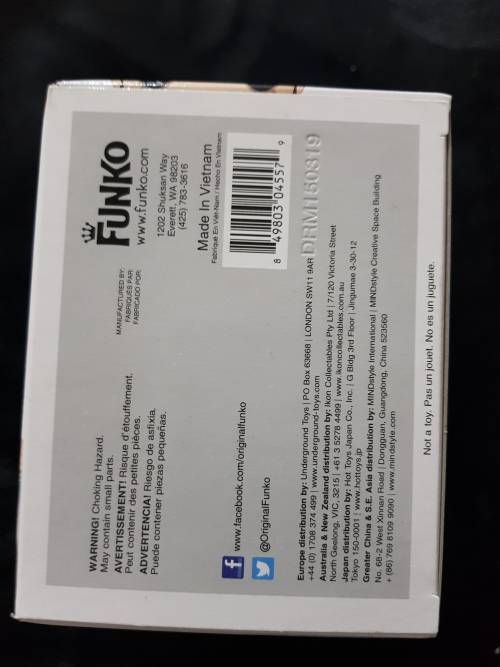 WARNING! Choking Hazard.
May contain small parts.
AVERTISSEMENT! Risque d'étouffement.
Peut contenir des petites pièces.
ADVERTENCIA! Riesgo de asfixia.
Puede contener piezas pequeñas.
MANUFACTURED BY:
FABRIQUÉS PAR:
FABRICADO POR:
FUNKO
www.funko.com
1202 Shuksan Way
Everett, WA 98203
(425) 783-3616
Made In Vietnam
Fabriqué En Viêt-Nam / Hecho En Vietnam
8 49803 04557 9
DRM150319
f www.facebook.com/originalfunko
@OriginalFunko
Europe distribution by: Underground Toys | PO Box 63668 | LONDON SW11 9AR
+44 (0) 1708 374 499 | www.underground-toys.com
Australia & New Zealand distribution by: Ikon Collectables Pty Ltd | 7/120 Victoria Street
North Geelong, VIC, 3215 | +61 3 5278 4499 | www.ikoncollectables.com.au
Japan distribution by: Hot Toys Japan Co., Inc. | G Bldg 3rd Floor | Jingumae 3-30-12
Tokyo 150-0001 | www.hottoys.jp
Greater China & S.E. Asia distribution by: MINDstyle International | MINDstyle Creative Space Building
No. 68-2 West Xinnan Road | Dongguan, Guangdong, China 523560
+ (86) 769 8109 9090 | www.mindstyle.com
Not a toy. Pas un jouet. No es un juguete.